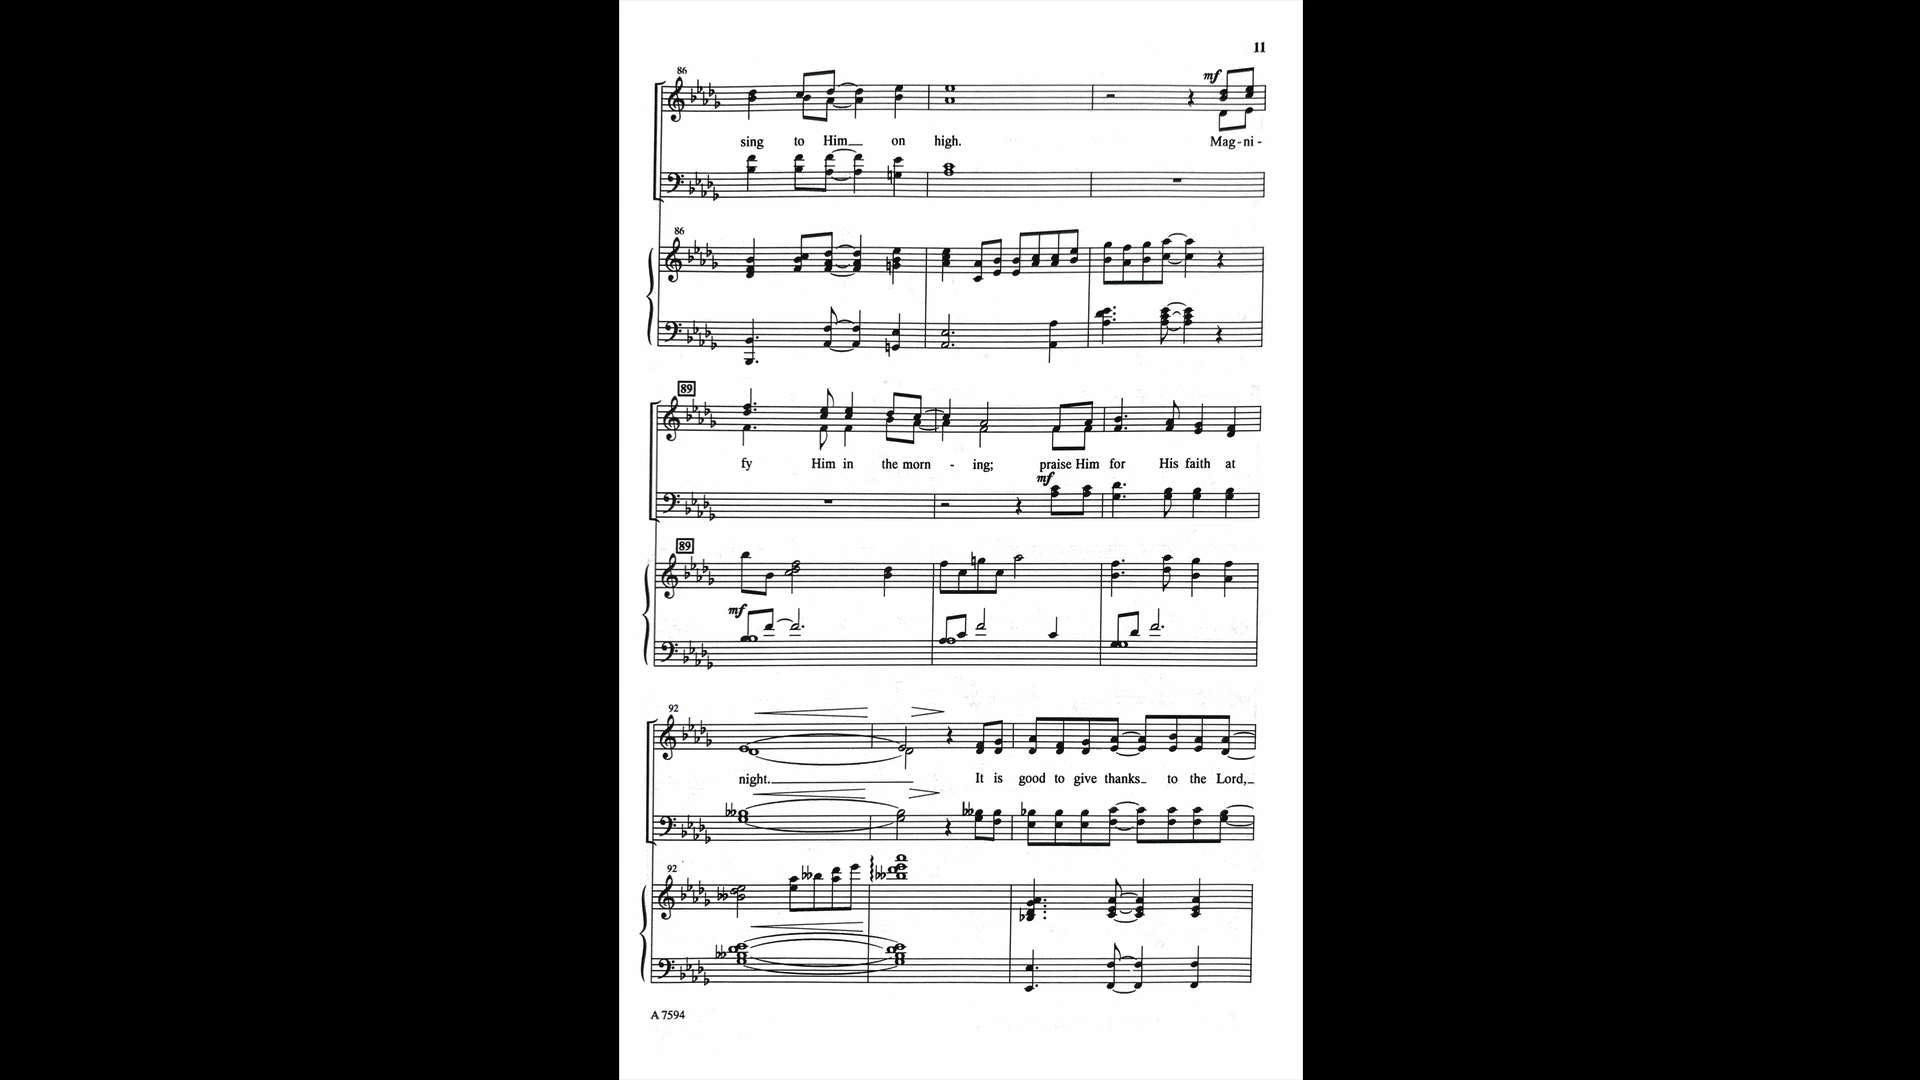 11
86
mf
sing to Him on high. Mag-ni-
86
89
fy Him in the morn - ing; praise Him for His faith at
mf
89
mf
92
night. It is good to give thanks to the Lord,
92
A 7594